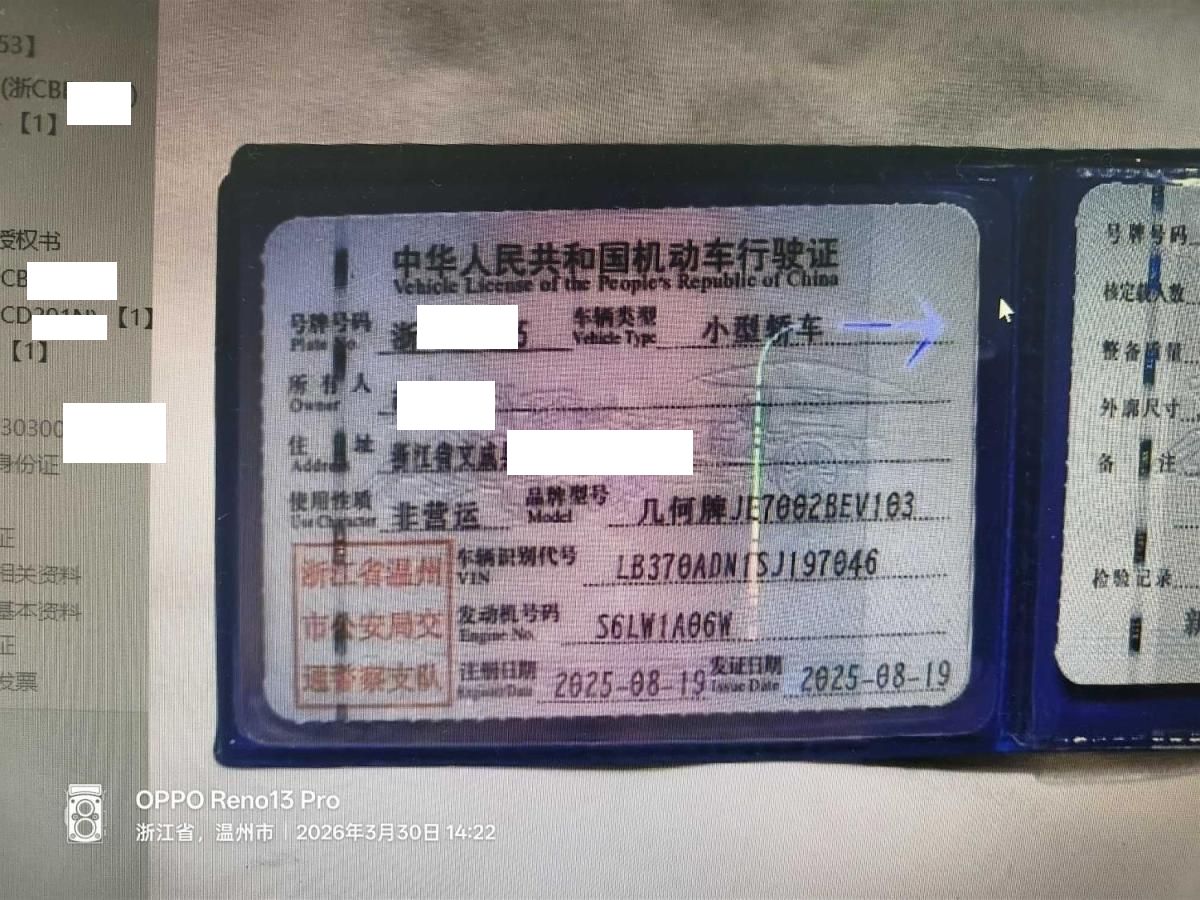 53】
(浙CB
【1】
授权书
CB
【1】
【1】
30300
身份证
证
相关资料
基本资料
证
发票
中华人民共和国机动车行驶证
Vehicle License of the People's Republic of China
号牌号码 浙 5 车辆类型 小型轿车
Plate No. Vehicle Type
所有人
Owner
住址 浙江省文成
Address
使用性质 非营运 品牌型号 几何牌JE7002BEV103
Use Character Model
车辆识别代号 LB370ADN1SJ197046
VIN
发动机号码 S6LW1A06W
Engine No.
注册日期 2025-08-19 发证日期 2025-08-19
Register Date Issue Date
浙江省温州
市公安局交
通警察支队
号牌号码
核定载人数
整备质量
外廓尺寸
备注
检验记录
OPPO Reno13 Pro
浙江省，温州市 | 2026年3月30日 14:22